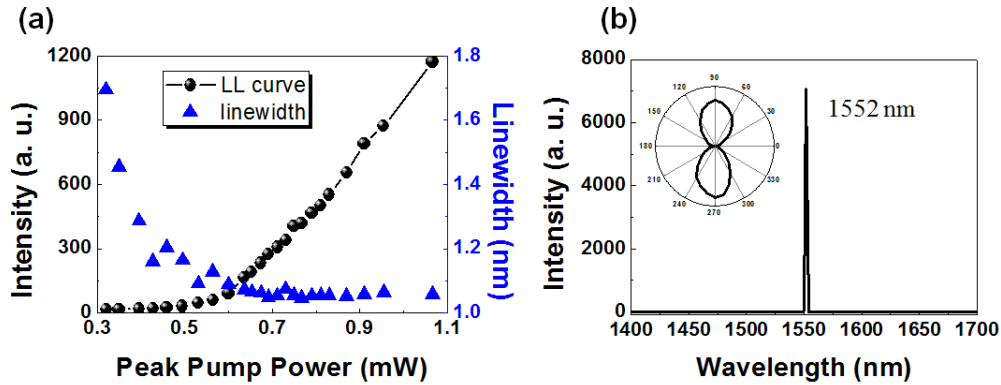 (a)
1200
900
600
300
0
Intensity (a. u.)
LL curve
linewidth
1.8
1.6
1.4
1.2
1.0
Linewidth (nm)
0.3 0.5 0.7 0.9 1.1
Peak Pump Power (mW)
(b)
8000
6000
4000
2000
0
Intensity (a. u.)
90
120 60
150 30
180 0
210 330
240 300
270
1552 nm
1400 1450 1500 1550 1600 1650 1700
Wavelength (nm)